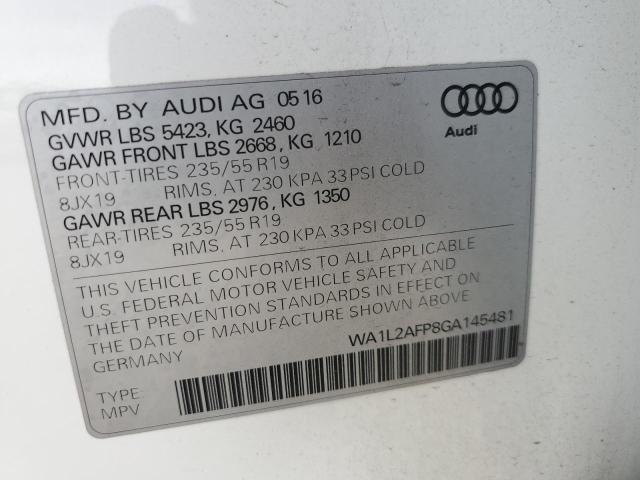 MFD. BY AUDI AG 05 16
GVWR LBS 5423, KG 2460
GAWR FRONT LBS 2668, KG 1210
FRONT-TIRES 235/55 R19
8JX19 RIMS, AT 230 KPA 33 PSI COLD
GAWR REAR LBS 2976, KG 1350
REAR-TIRES 235/55 R19
8JX19 RIMS, AT 230 KPA 33 PSI COLD
Audi
THIS VEHICLE CONFORMS TO ALL APPLICABLE
U.S. FEDERAL MOTOR VEHICLE SAFETY AND
THEFT PREVENTION STANDARDS IN EFFECT ON
THE DATE OF MANUFACTURE SHOWN ABOVE
GERMANY
WA1L2AFP8GA145481
TYPE:
MPV